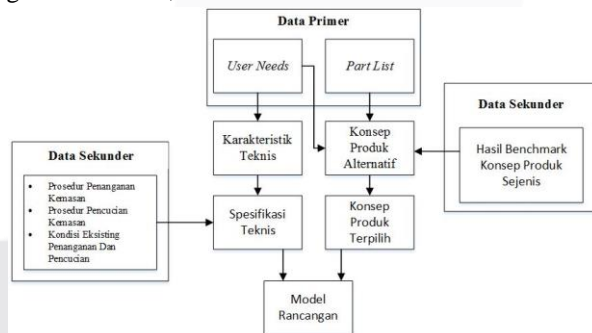 Data Primer
User Needs
Part List
Karakteristik
Teknis
Konsep
Produk
Alternatif
Data Sekunder
Hasil Benchmark
Konsep Produk
Sejenis
Data Sekunder
Prosedur Penanganan
Kemasan
Prosedur Pencucian
Kemasan
Kondisi Eksisting
Penanganan Dan
Pencucian
Spesifikasi
Teknis
Konsep
Produk
Terpilih
Model
Rancangan